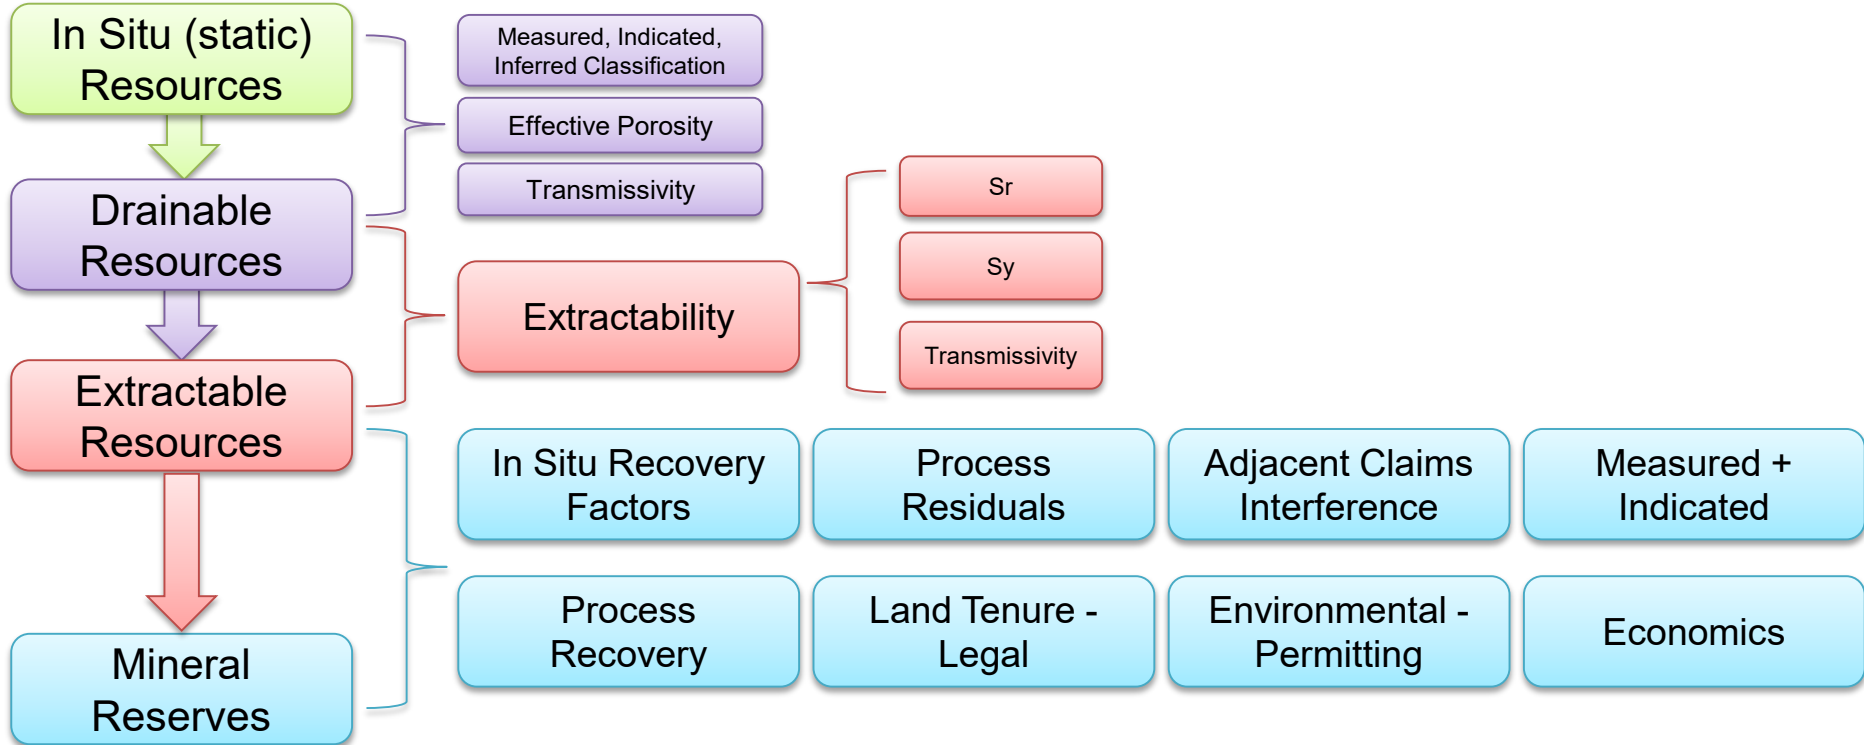 In Situ (static)
Resources
Measured, Indicated,
Inferred Classification
Effective Porosity
Transmissivity
Drainable
Resources
Sr
Sy
Transmissivity
Extractability
Extractable
Resources
In Situ Recovery
Factors
Process
Residuals
Adjacent Claims
Interference
Measured +
Indicated
Process
Recovery
Land Tenure -
Legal
Environmental -
Permitting
Economics
Mineral
Reserves